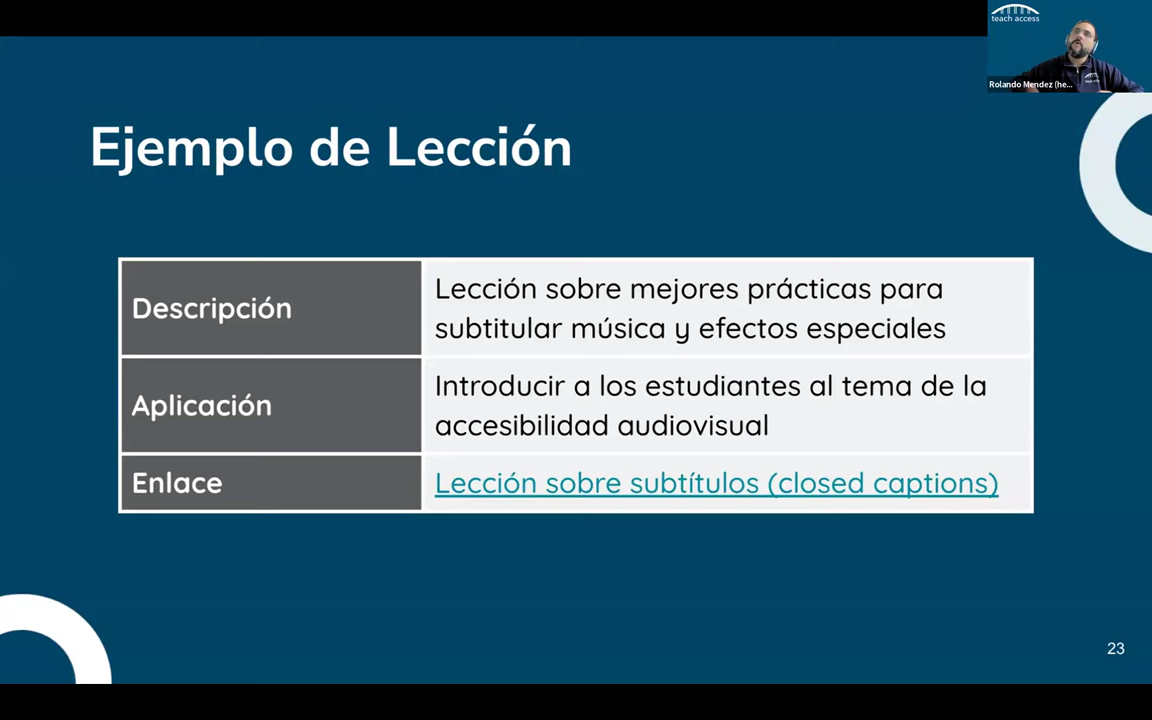 teach access
Rolando Mendez (he...
Ejemplo de Lección
Descripción
Lección sobre mejores prácticas para
subtitular música y efectos especiales
Aplicación
Introducir a los estudiantes al tema de la
accesibilidad audiovisual
Enlace
Lección sobre subtítulos (closed captions)
23